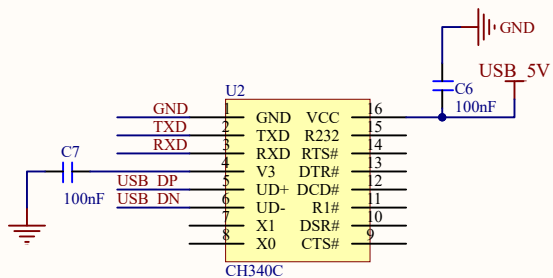 GND
USB_5V
C6
100nF
U2
GND 1 GND VCC 16
TXD 2 TXD R232 15
RXD 3 RXD RTS# 14
C7 4 V3 DTR# 13
100nF
USB_DP 5 UD+ DCD# 12
USB_DN 6 UD- R1# 11
7 X1 DSR# 10
8 X0 CTS# 9
CH340C